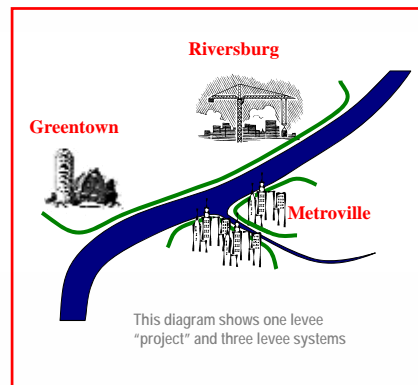 Riversburg
Greentown
Metroville
This diagram shows one levee
“project” and three levee systems